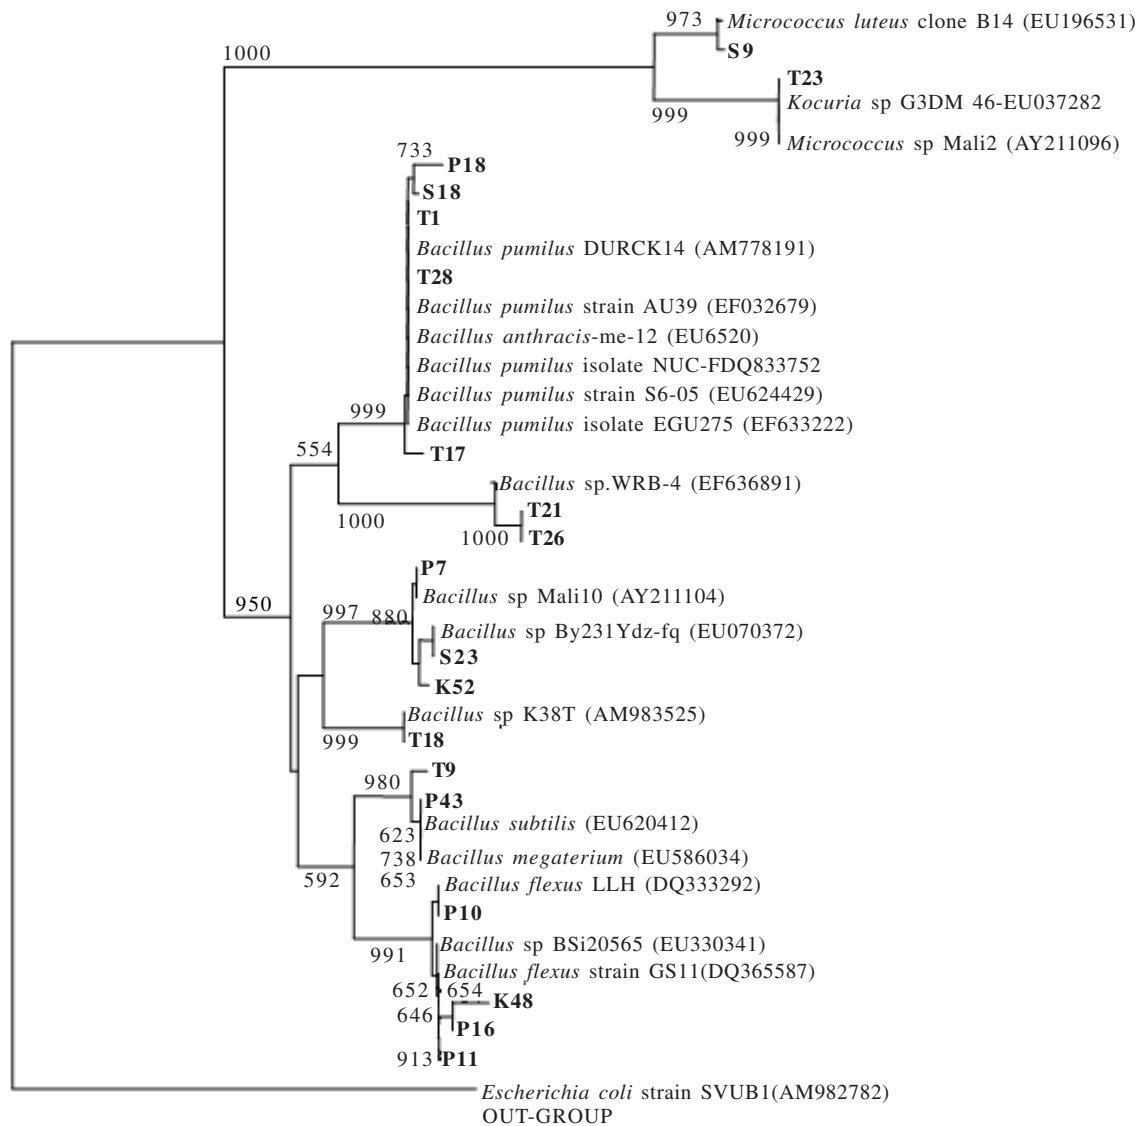 973
Micrococcus luteus clone B14 (EU196531)
S9
1000
T23
Kocuria sp G3DM 46-EU037282
999
999
Micrococcus sp Mali2 (AY211096)
733
P18
S18
T1
Bacillus pumilus DURCK14 (AM778191)
T28
Bacillus pumilus strain AU39 (EF032679)
Bacillus anthracis-me-12 (EU6520)
Bacillus pumilus isolate NUC-FDQ833752
Bacillus pumilus strain S6-05 (EU624429)
999
Bacillus pumilus isolate EGU275 (EF633222)
554
T17
Bacillus sp.WRB-4 (EF636891)
T21
1000
1000
T26
P7
Bacillus sp Mali10 (AY211104)
950
997
880
Bacillus sp By231Ydz-fq (EU070372)
S23
K52
Bacillus sp K38T (AM983525)
999
T18
T9
980
P43
Bacillus subtilis (EU620412)
623
738
Bacillus megaterium (EU586034)
653
592
Bacillus flexus LLH (DQ333292)
P10
Bacillus sp BSi20565 (EU330341)
991
Bacillus flexus strain GS11(DQ365587)
652
654
K48
646
P16
913
P11
Escherichia coli strain SVUB1(AM982782)
OUT-GROUP